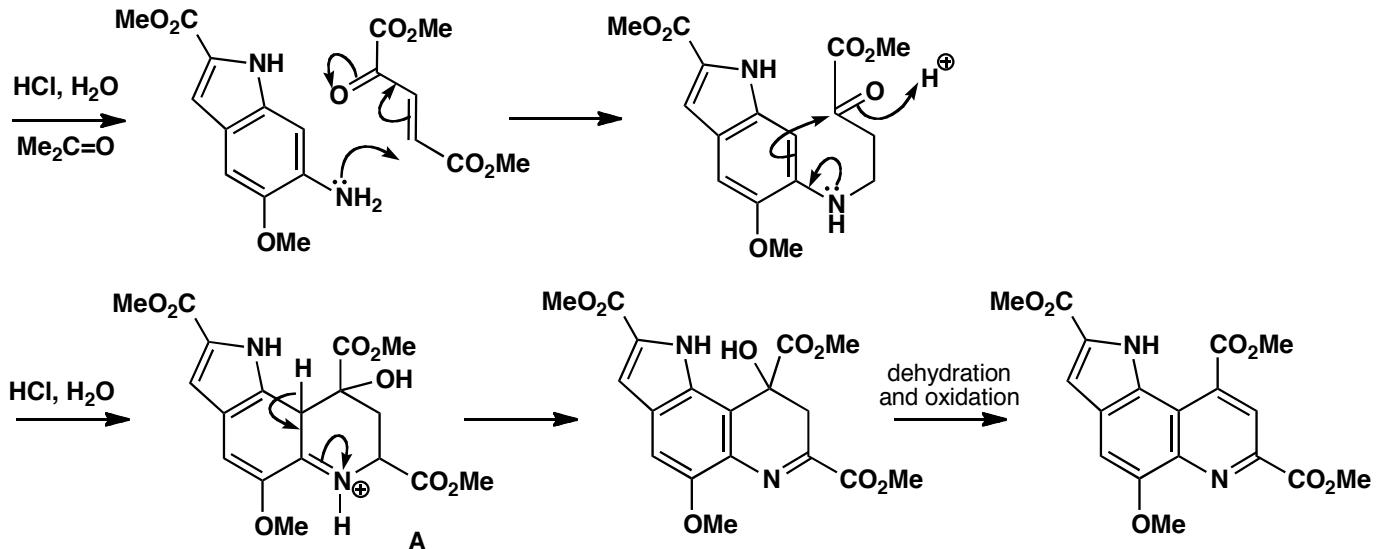 HCl, H₂O
Me₂C=O
MeO₂C
NH
CO₂Me
O
CO₂Me
NH₂
OMe
MeO₂C
NH
CO₂Me
O
H⊕
N
H
OMe
HCl, H₂O
MeO₂C
NH
H
CO₂Me
OH
N⊕
H
CO₂Me
OMe
A
MeO₂C
NH
HO
CO₂Me
N
CO₂Me
OMe
dehydration
and oxidation
MeO₂C
NH
CO₂Me
N
CO₂Me
OMe